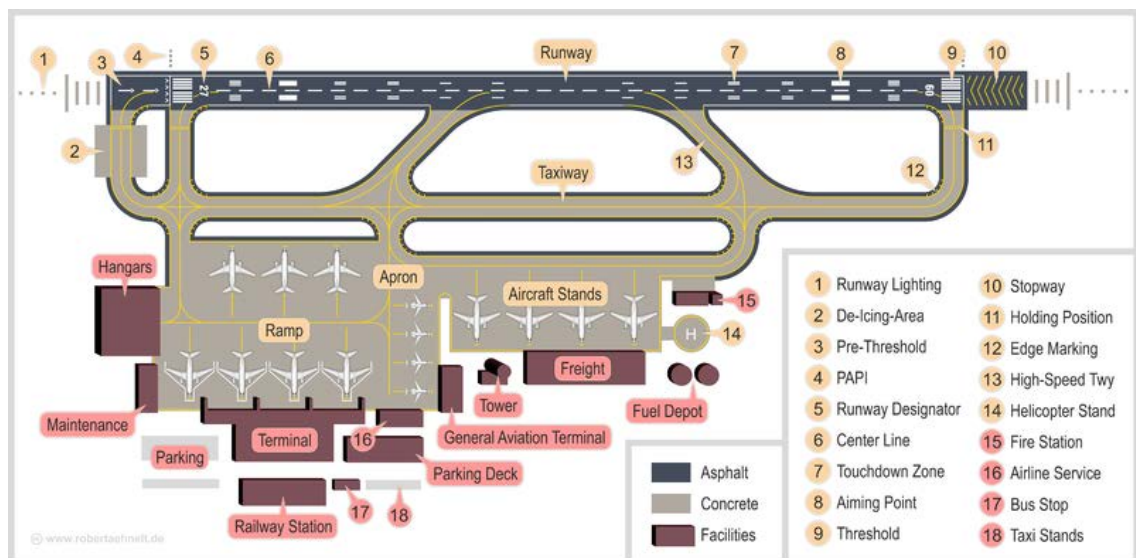 1
3
4
5
6
Runway
7
8
9
10
27
09
2
13
11
Taxiway
12
Hangars
Apron
Aircraft Stands
15
Ramp
14
Freight
Tower
Fuel Depot
Maintenance
Terminal
16
General Aviation Terminal
Parking
Parking Deck
Railway Station
17
18
H
Asphalt
Concrete
Facilities
1 Runway Lighting
2 De-Icing-Area
3 Pre-Threshold
4 PAPI
5 Runway Designator
6 Center Line
7 Touchdown Zone
8 Aiming Point
9 Threshold
10 Stopway
11 Holding Position
12 Edge Marking
13 High-Speed Twy
14 Helicopter Stand
15 Fire Station
16 Airline Service
17 Bus Stop
18 Taxi Stands
www.robertaehnelt.de